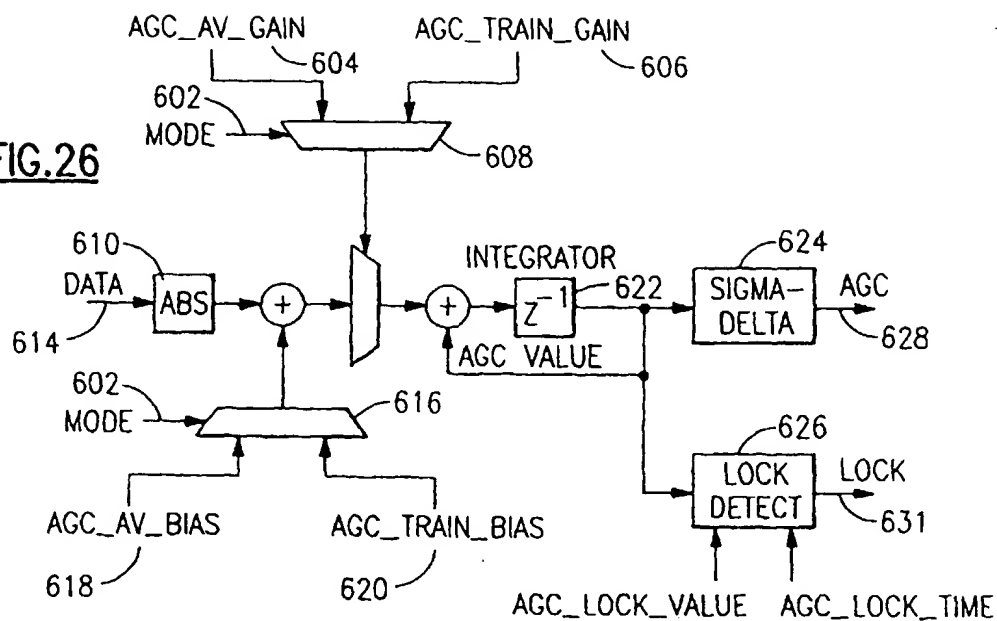 AGC_AV_GAIN
604
AGC_TRAIN_GAIN
606
602
MODE
608
FIG.26
610
DATA
614
ABS
+
+
INTEGRATOR
Z⁻¹
622
AGC VALUE
624
SIGMA-
DELTA
AGC
628
602
MODE
616
626
LOCK
DETECT
LOCK
631
AGC_AV_BIAS
618
AGC_TRAIN_BIAS
620
AGC_LOCK_VALUE
AGC_LOCK_TIME